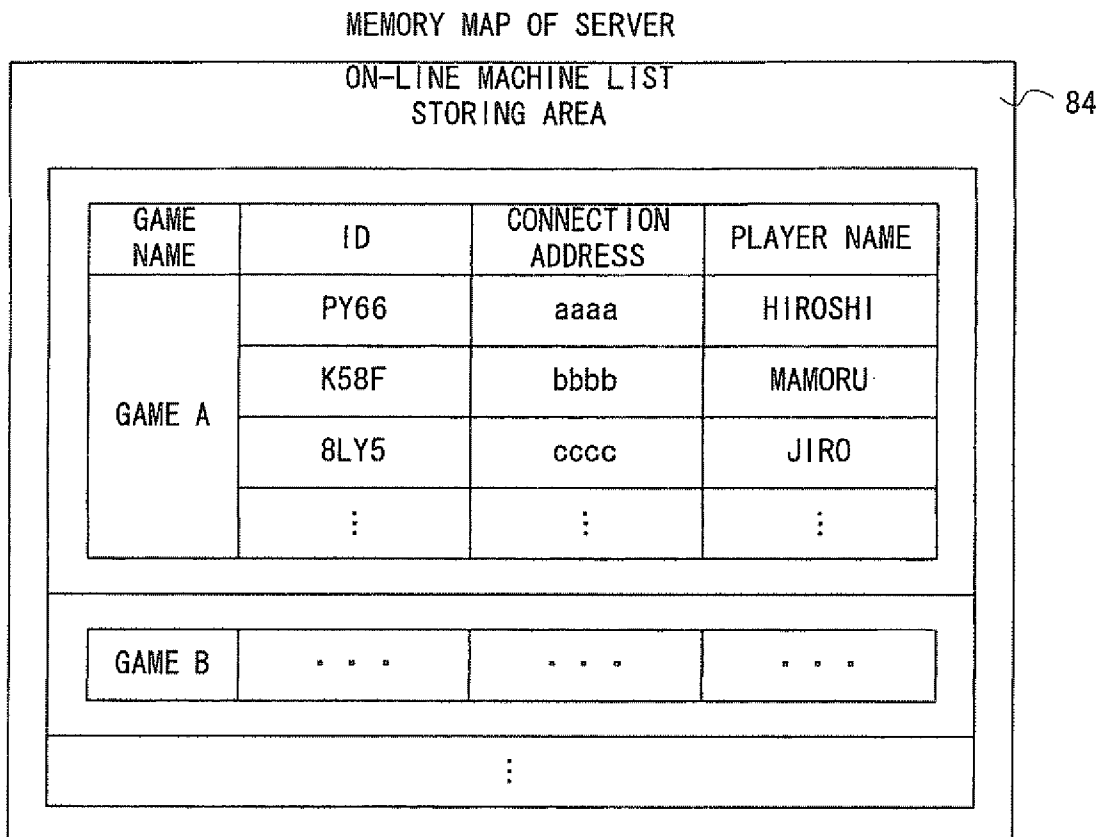 MEMORY MAP OF SERVER
ON-LINE MACHINE LIST
STORING AREA
84
GAME NAME ID CONNECTION ADDRESS PLAYER NAME
GAME A PY66 aaaa HIROSHI
K58F bbbb MAMORU
8LY5 cccc JIRO
⋮ ⋮ ⋮
GAME B ・・・ ・・・ ・・・
⋮